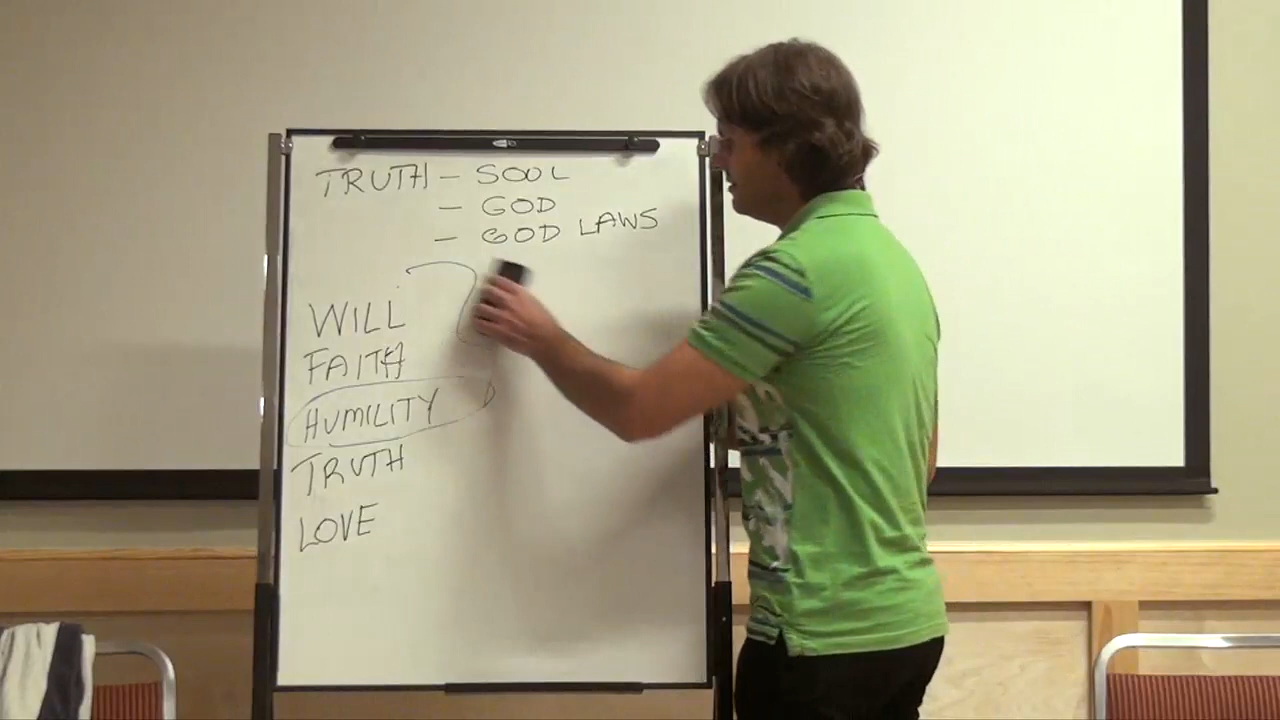 TRUTH - SOUL
- GOD
- GOD LAWS
WILL
FAITH
HUMILITY
TRUTH
LOVE